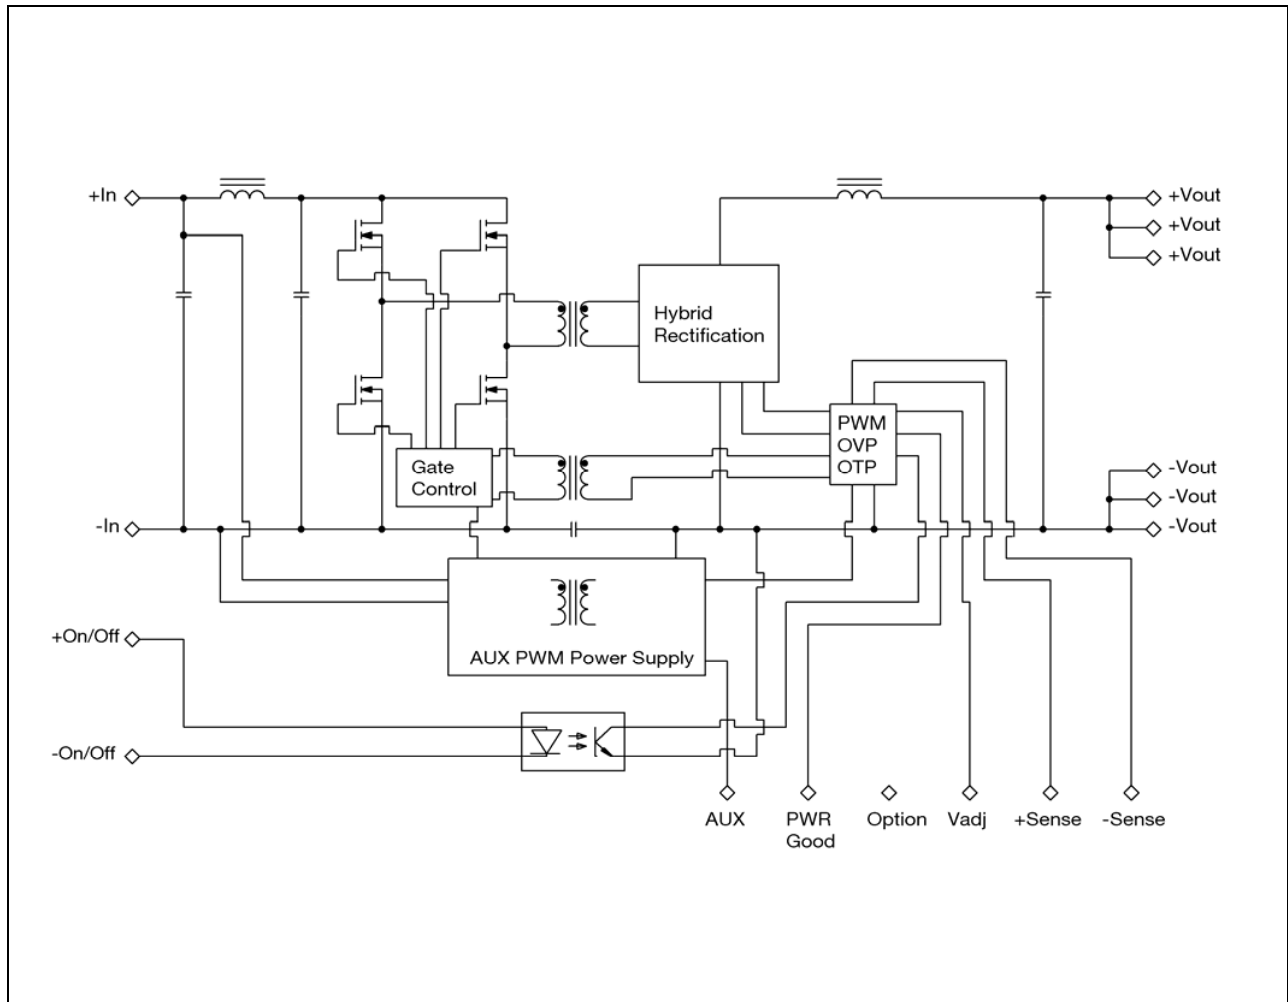 +In
+Vout
+Vout
+Vout
Hybrid
Rectification
PWM
OVP
OTP
Gate
Control
-Vout
-Vout
-Vout
-In
+On/Off
AUX PWM Power Supply
-On/Off
AUX
PWR
Good
Option
Vadj
+Sense
-Sense